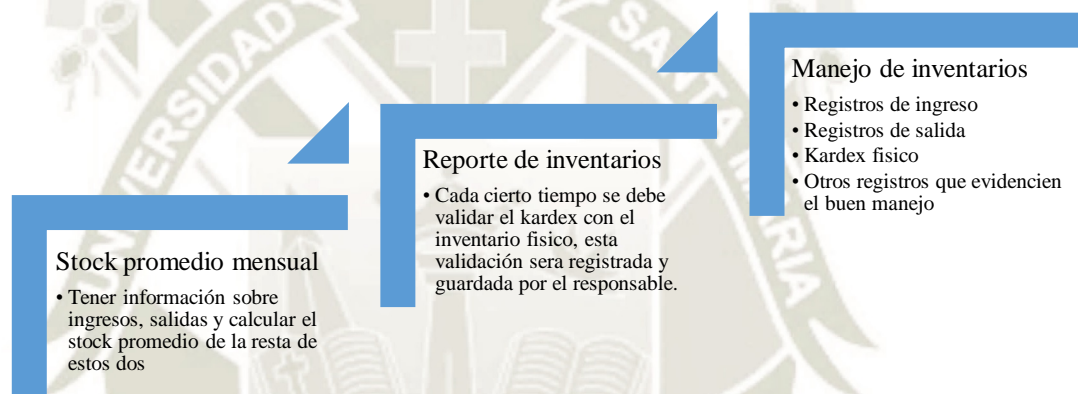 Stock promedio mensual
• Tener información sobre
ingresos, salidas y calcular el
stock promedio de la resta de
estos dos
Reporte de inventarios
• Cada cierto tiempo se debe
validar el kardex con el
inventario fisico, esta
validación sera registrada y
guardada por el responsable.
Manejo de inventarios
• Registros de ingreso
• Registros de salida
• Kardex fisico
• Otros registros que evidencien
el buen manejo
UNIVERSIDAD
SANTA MARIA